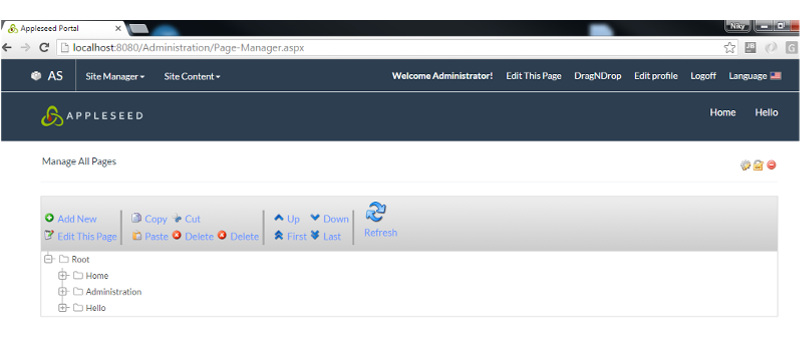 Appleseed Portal
Niky
localhost:8080/Administration/Page-Manager.aspx
AS Site Manager Site Content Welcome Administrator! Edit This Page DragNDrop Edit profile Logoff Language
APPLESEED Home Hello
Manage All Pages
Add New Copy Cut Up Down
Edit This Page Paste Delete Delete First Last Refresh
Root
Home
Administration
Hello